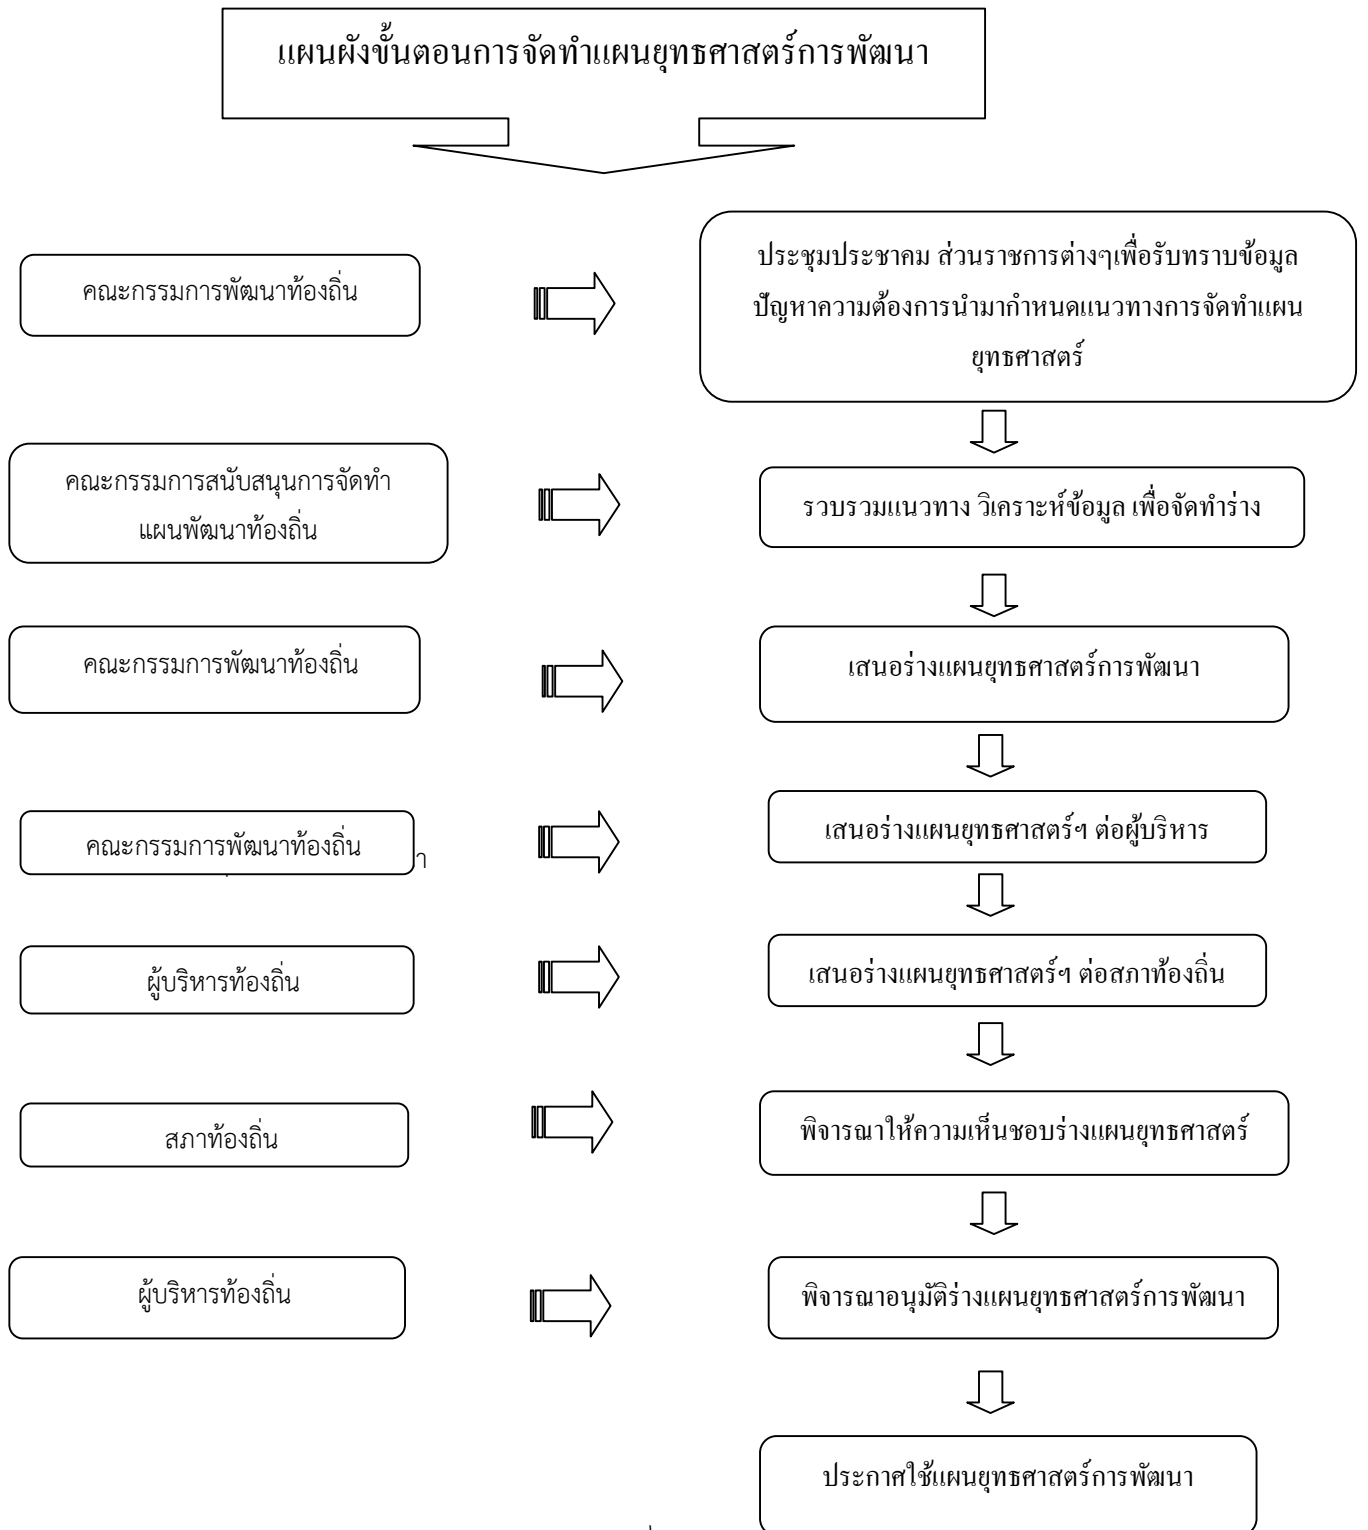 แผนผังขั้นตอนการจัดทำแผนยุทธศาสตร์การพัฒนา
คณะกรรมการพัฒนาท้องถิ่น
ประชุมประชาคม ส่วนราชการต่างๆเพื่อรับทราบข้อมูล
ปัญหาความต้องการนำมากำหนดแนวทางการจัดทำแผน
ยุทธศาสตร์
คณะกรรมการสนับสนุนการจัดทำ
แผนพัฒนาท้องถิ่น
รวบรวมแนวทาง วิเคราะห์ข้อมูล เพื่อจัดทำร่าง
คณะกรรมการพัฒนาท้องถิ่น
เสนอร่างแผนยุทธศาสตร์การพัฒนา
คณะกรรมการพัฒนาท้องถิ่น
เสนอร่างแผนยุทธศาสตร์ฯ ต่อผู้บริหาร
ผู้บริหารท้องถิ่น
เสนอร่างแผนยุทธศาสตร์ฯ ต่อสภาท้องถิ่น
สภาท้องถิ่น
พิจารณาให้ความเห็นชอบร่างแผนยุทธศาสตร์
ผู้บริหารท้องถิ่น
พิจารณาอนุมัติร่างแผนยุทธศาสตร์การพัฒนา
ประกาศใช้แผนยุทธศาสตร์การพัฒนา